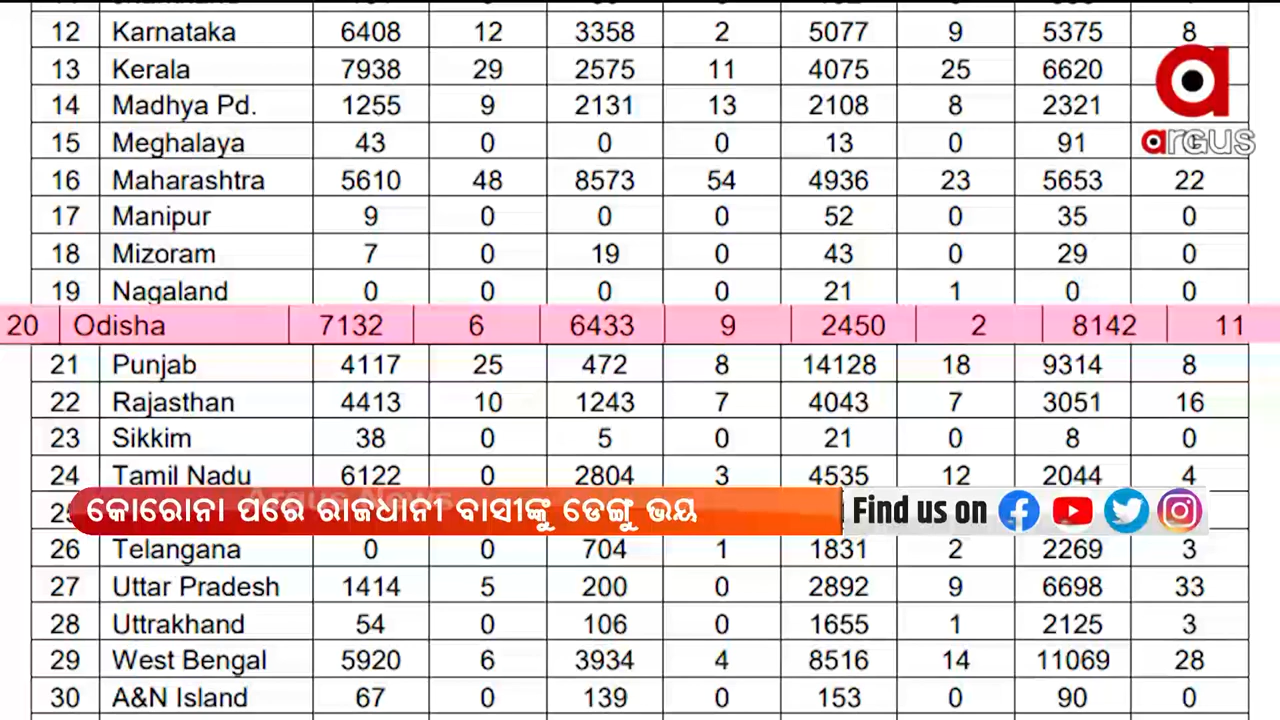 12 Karnataka 6408 12 3358 2 5077 9 5375 8
13 Kerala 7938 29 2575 11 4075 25 6620
14 Madhya Pd. 1255 9 2131 13 2108 8 2321
15 Meghalaya 43 0 0 0 13 0 91
argus
16 Maharashtra 5610 48 8573 54 4936 23 5653 22
17 Manipur 9 0 0 0 52 0 35 0
18 Mizoram 7 0 19 0 43 0 29 0
19 Nagaland 0 0 0 0 21 1 0 0
20 Odisha 7132 6 6433 9 2450 2 8142 11
21 Punjab 4117 25 472 8 14128 18 9314 8
22 Rajasthan 4413 10 1243 7 4043 7 3051 16
23 Sikkim 38 0 5 0 21 0 8 0
24 Tamil Nadu 6122 0 2804 3 4535 12 2044 4
Argus News
କୋରୋନା ପରେ ରାଜଧାନୀ ବାସୀଙ୍କୁ ଡେଙ୍ଗୁ ଭୟ Find us on
26 Telangana 0 0 704 1 1831 2 2269 3
27 Uttar Pradesh 1414 5 200 0 2892 9 6698 33
28 Uttrakhand 54 0 106 0 1655 1 2125 3
29 West Bengal 5920 6 3934 4 8516 14 11069 28
30 A&N Island 67 0 139 0 153 0 90 0